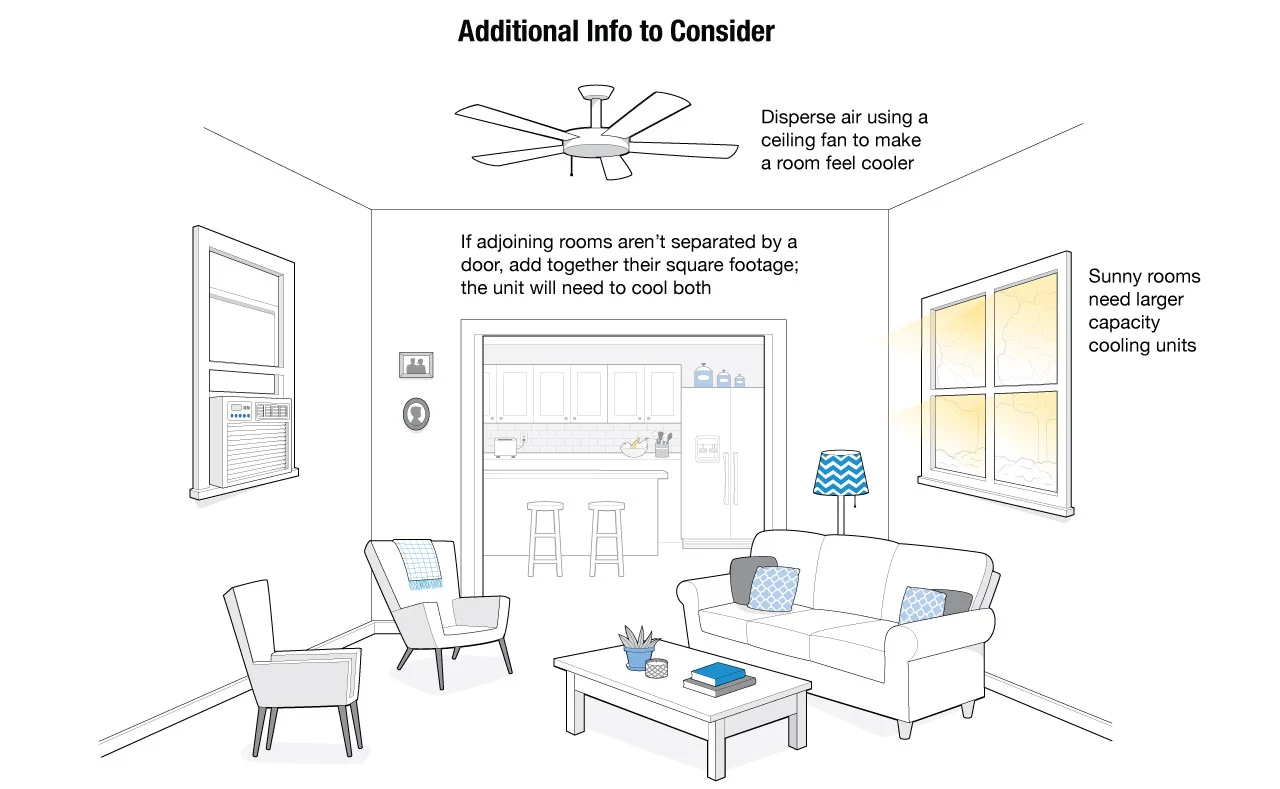 Additional Info to Consider
Disperse air using a
ceiling fan to make
a room feel cooler
If adjoining rooms aren’t separated by a
door, add together their square footage;
the unit will need to cool both
Sunny rooms
need larger
capacity
cooling units